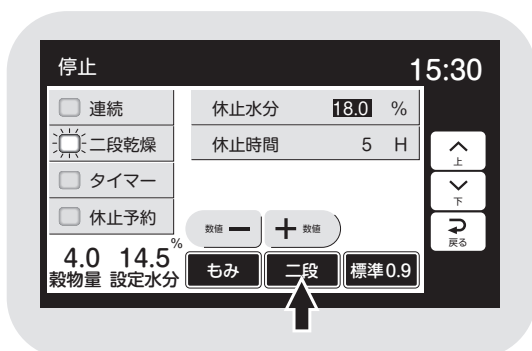 停止 15:30
連続
二段乾燥
タイマー
休止予約
休止水分 18.0 %
休止時間 5 H
上
下
戻る
数値 − + 数値
4.0 14.5%
穀物量 設定水分
もみ 二段 標準0.9